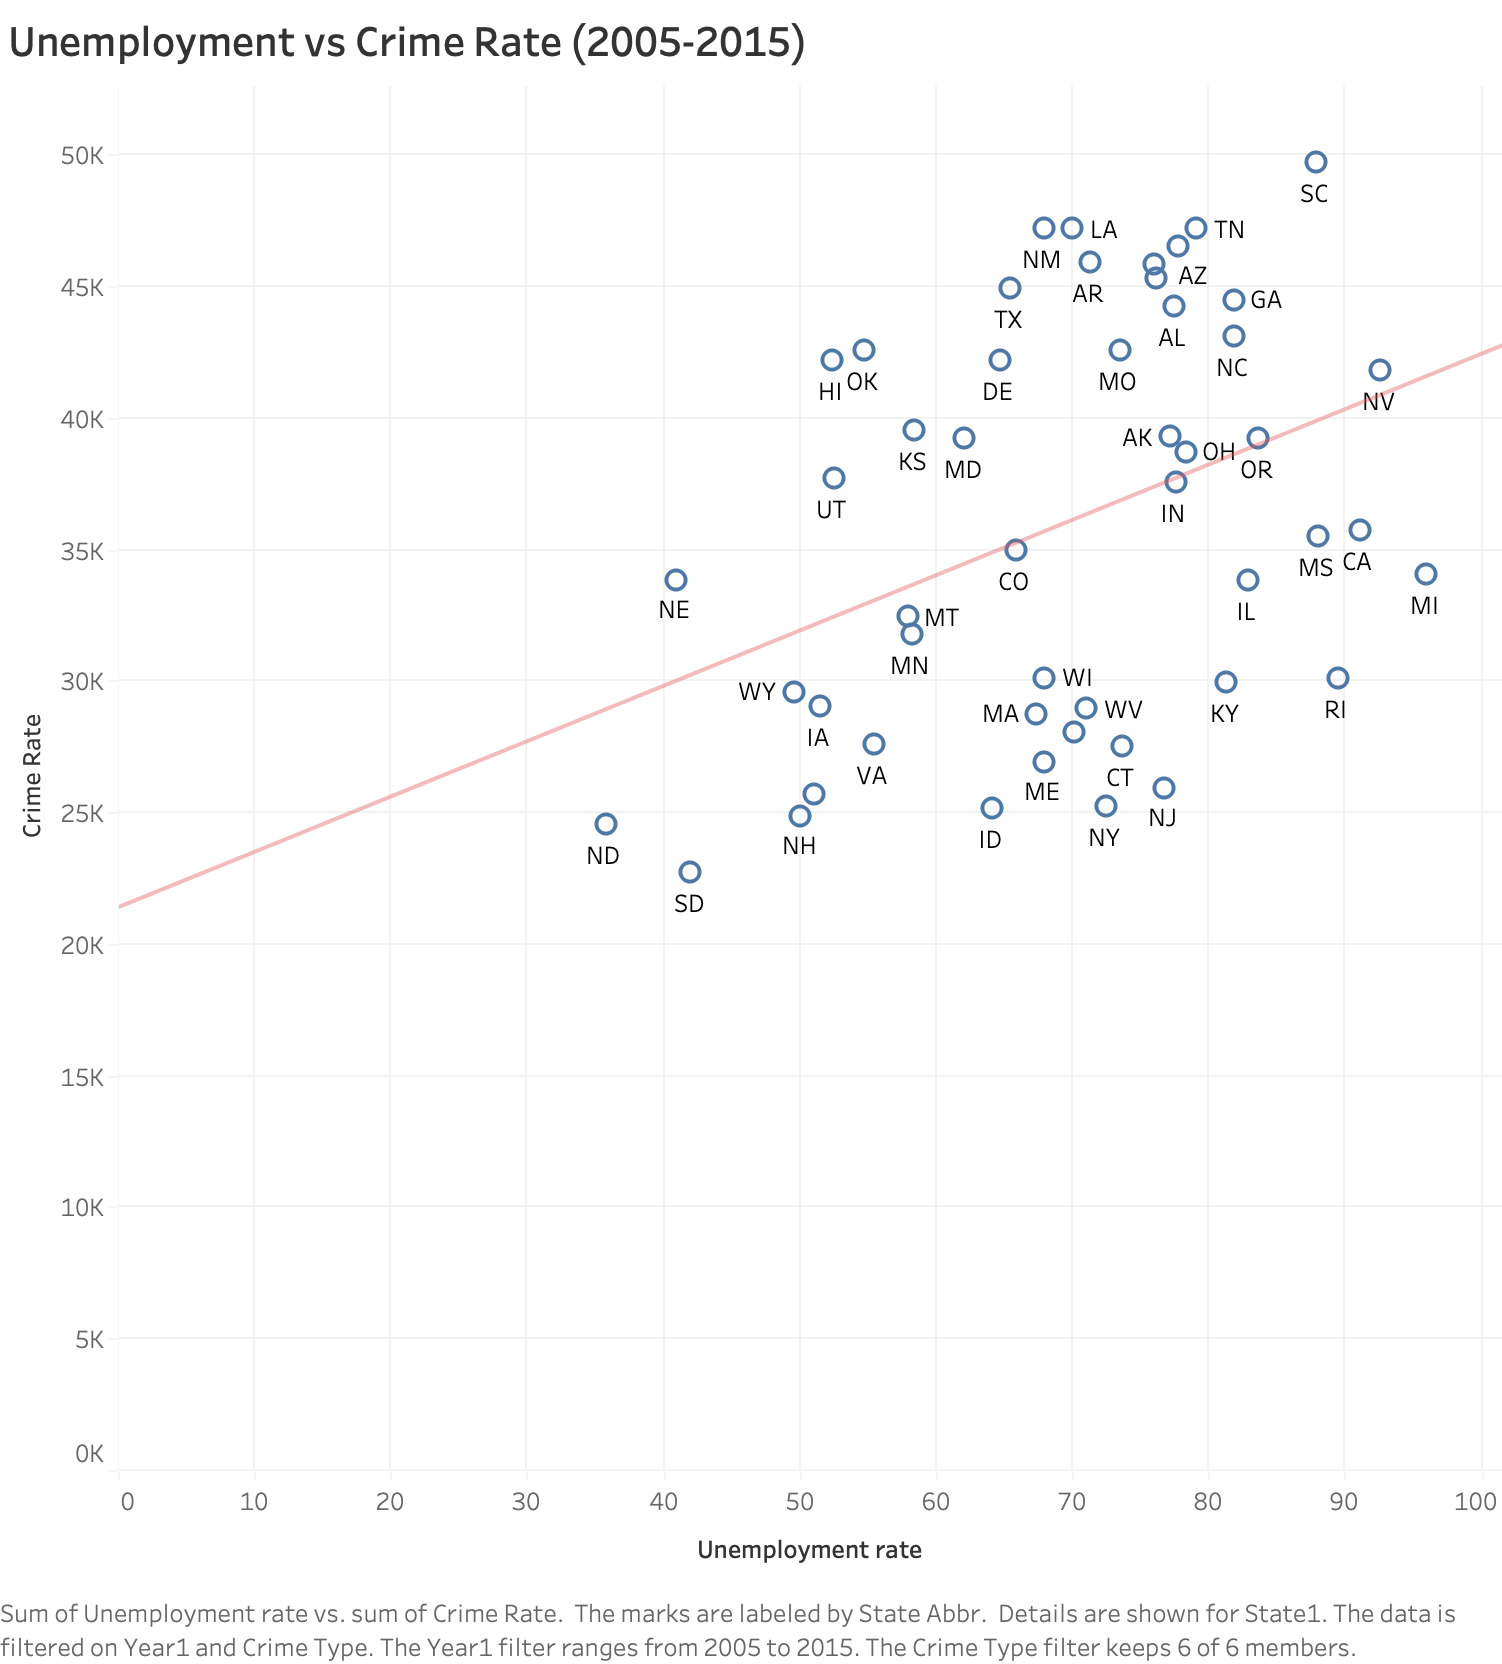 Unemployment vs Crime Rate (2005-2015)
50K
SC
NM
LA
TN
AR
AZ
45K
TX
GA
AL
NC
HI
OK
DE
MO
NV
40K
KS
MD
AK
OH
OR
UT
IN
35K
CO
MS
CA
NE
IL
MI
MT
MN
30K
WY
WI
KY
RI
IA
MA
WV
VA
CT
ME
25K
NH
ID
NY
NJ
ND
SD
20K
15K
10K
5K
0K
Crime Rate
0 10 20 30 40 50 60 70 80 90 100
Unemployment rate
Sum of Unemployment rate vs. sum of Crime Rate.  The marks are labeled by State Abbr.  Details are shown for State1. The data is
filtered on Year1 and Crime Type. The Year1 filter ranges from 2005 to 2015. The Crime Type filter keeps 6 of 6 members.